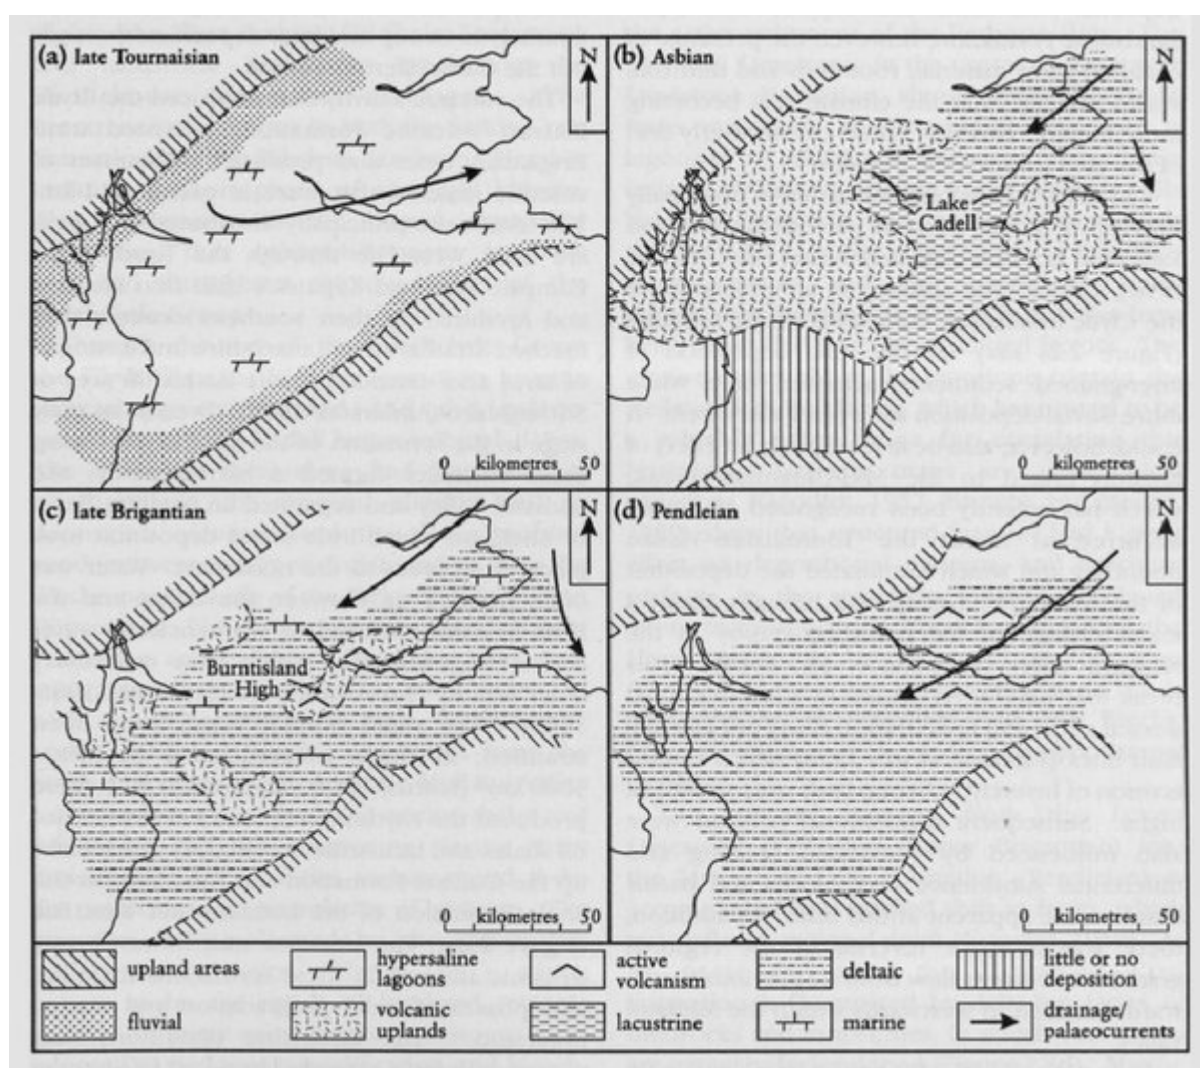 (a) late Tournaisian
N
0 kilometres 50
(b) Asbian
N
Lake
Cadell
0 kilometres 50
(c) late Brigantian
N
Burntisland
High
0 kilometres 50
(d) Pendleian
N
0 kilometres 50
upland areas
hypersaline
lagoons
active
volcanism
deltaic
little or no
deposition
fluvial
volcanic
uplands
lacustrine
marine
drainage/
palaeocurrents